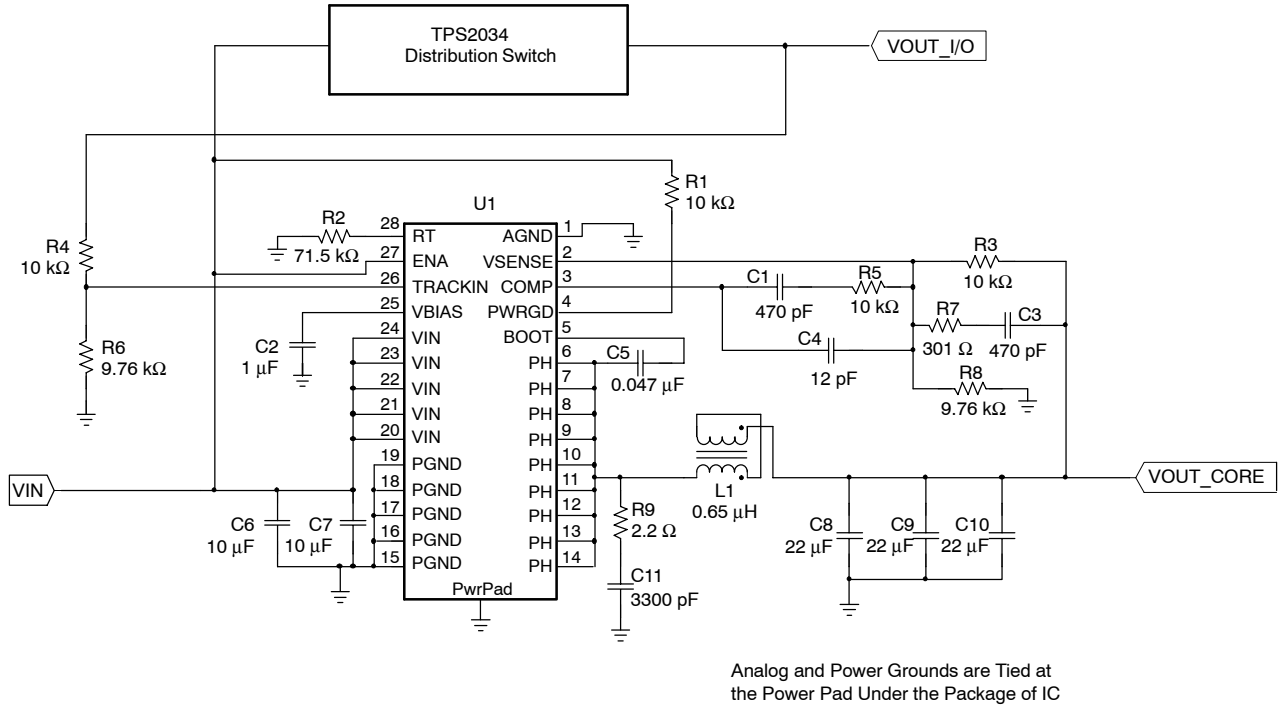 TPS2034
Distribution Switch
VOUT_I/O
R1
10 kΩ
U1
R2
71.5 kΩ
R4
10 kΩ
R6
9.76 kΩ
C2
1 μF
28
RT
27
ENA
26
TRACKIN
25
VBIAS
24
VIN
23
VIN
22
VIN
21
VIN
20
VIN
19
PGND
18
PGND
17
PGND
16
PGND
15
PGND
AGND
1
VSENSE
2
COMP
3
PWRGD
4
BOOT
5
PH
6
PH
7
PH
8
PH
9
PH
10
PH
11
PH
12
PH
13
PH
14
PwrPad
C1
470 pF
R5
10 kΩ
R3
10 kΩ
R7
301 Ω
C3
470 pF
C4
12 pF
R8
9.76 kΩ
C5
0.047 μF
L1
0.65 μH
VIN
C6
10 μF
C7
10 μF
R9
2.2 Ω
C11
3300 pF
C8
22 μF
C9
22 μF
C10
22 μF
VOUT_CORE
Analog and Power Grounds are Tied at
the Power Pad Under the Package of IC